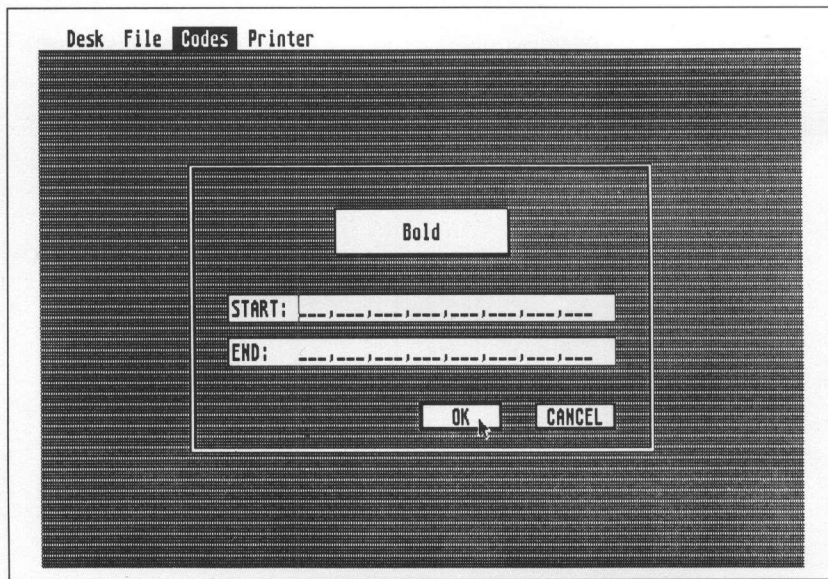 Desk File Codes Printer
Bold
START: ___,___,___,___,___,___,___,___
END: ___,___,___,___,___,___,___,___
OK CANCEL